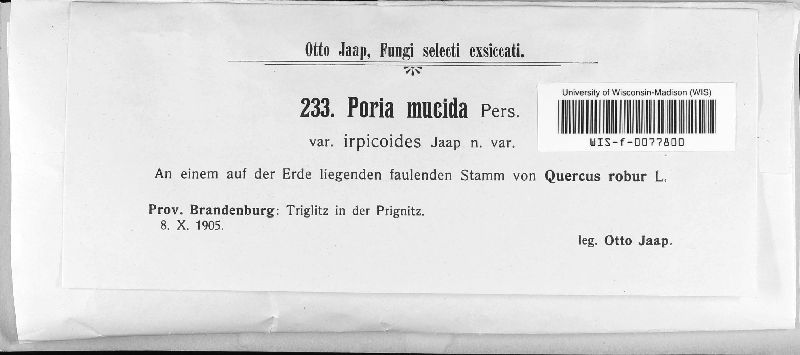 Otto Jaap, Fungi selecti exsiccati.
233. Poria mucida Pers.
var. irpicoides Jaap n. var.
University of Wisconsin-Madison (WIS)
WIS-f-0077800
An einem auf der Erde liegenden faulenden Stamm von Quercus robur L.
Prov. Brandenburg: Triglitz in der Prignitz.
8. X. 1905.
leg. Otto Jaap.